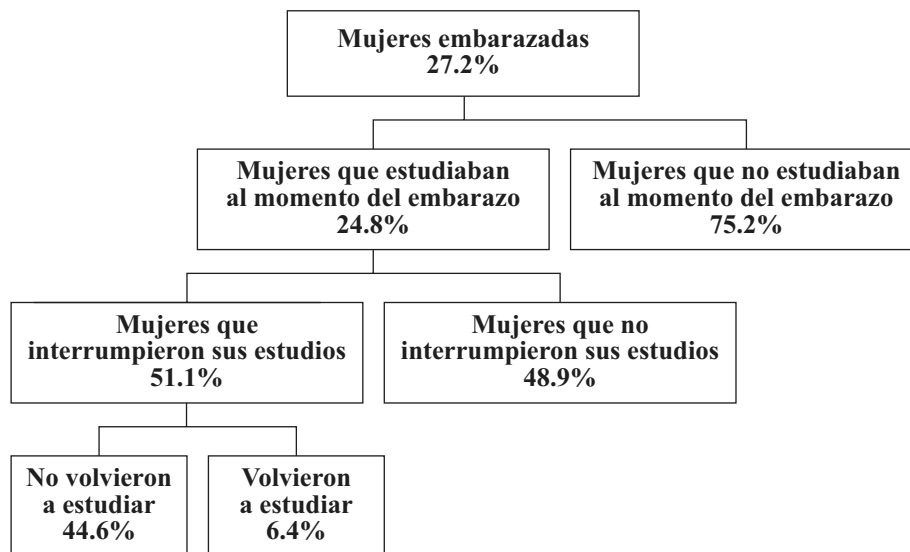 Mujeres embarazadas
27.2%
Mujeres que estudiaban
al momento del embarazo
24.8%
Mujeres que no estudiaban
al momento del embarazo
75.2%
Mujeres que
interrumpieron sus estudios
51.1%
Mujeres que no
interrumpieron sus estudios
48.9%
No volvieron
a estudiar
44.6%
Volvieron
a estudiar
6.4%